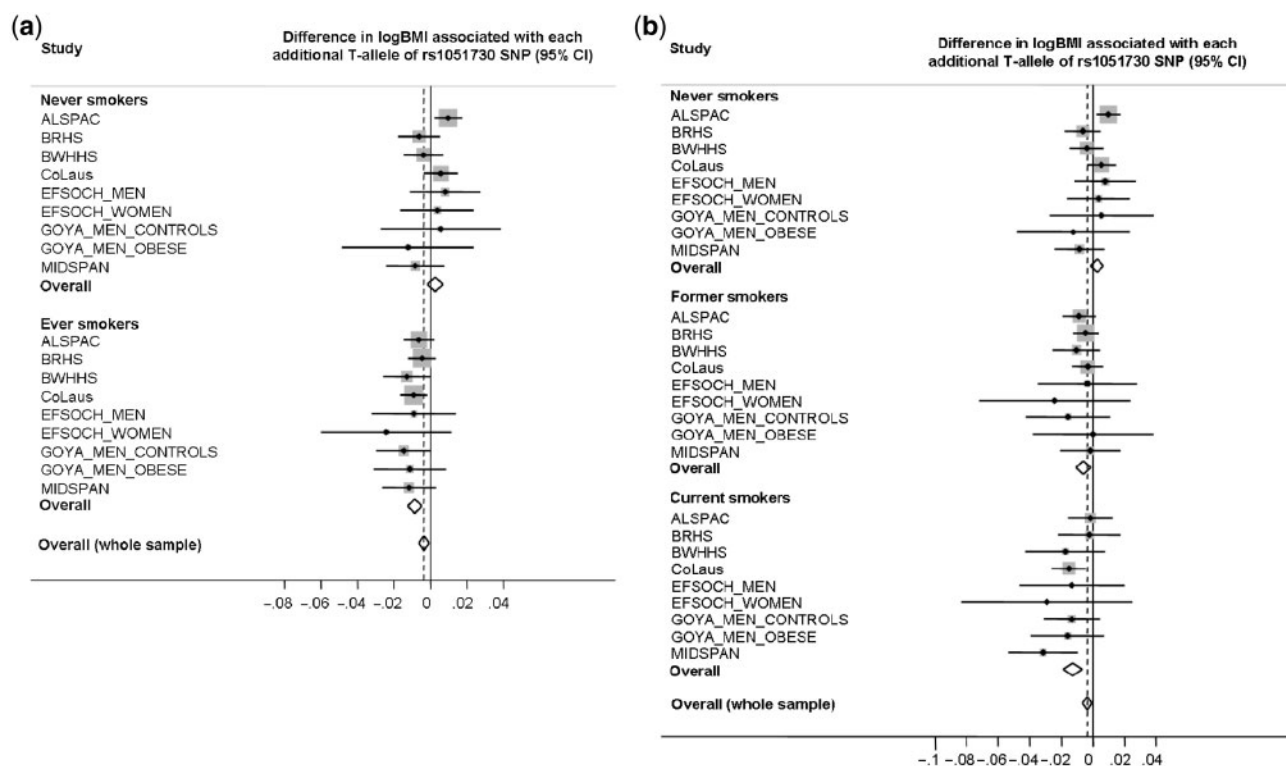 (a)
Study
Difference in logBMI associated with each
additional T-allele of rs1051730 SNP (95% CI)
Never smokers
ALSPAC
BRHS
BWHHS
CoLaus
EFSOCH_MEN
EFSOCH_WOMEN
GOYA_MEN_CONTROLS
GOYA_MEN_OBESE
MIDSPAN
Overall
Ever smokers
ALSPAC
BRHS
BWHHS
CoLaus
EFSOCH_MEN
EFSOCH_WOMEN
GOYA_MEN_CONTROLS
GOYA_MEN_OBESE
MIDSPAN
Overall
Overall (whole sample)
-.08 -.06 -.04 -.02 0 .02 .04
(b)
Study
Difference in logBMI associated with each
additional T-allele of rs1051730 SNP (95% CI)
Never smokers
ALSPAC
BRHS
BWHHS
CoLaus
EFSOCH_MEN
EFSOCH_WOMEN
GOYA_MEN_CONTROLS
GOYA_MEN_OBESE
MIDSPAN
Overall
Former smokers
ALSPAC
BRHS
BWHHS
CoLaus
EFSOCH_MEN
EFSOCH_WOMEN
GOYA_MEN_CONTROLS
GOYA_MEN_OBESE
MIDSPAN
Overall
Current smokers
ALSPAC
BRHS
BWHHS
CoLaus
EFSOCH_MEN
EFSOCH_WOMEN
GOYA_MEN_CONTROLS
GOYA_MEN_OBESE
MIDSPAN
Overall
Overall (whole sample)
-.1 -.08 -.06 -.04 -.02 0 .02 .04